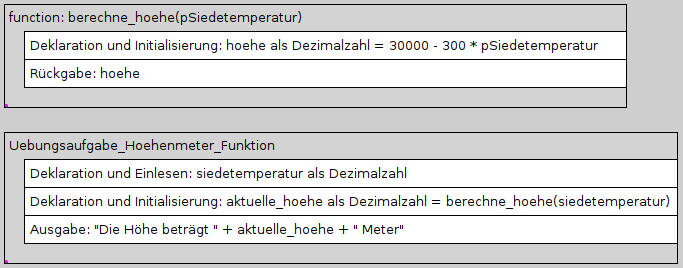 function: berechne_hoehe(pSiedetemperatur)
Deklaration und Initialisierung: hoehe als Dezimalzahl = 30000 - 300 * pSiedetemperatur
Rückgabe: hoehe
Uebungsaufgabe_Hoehenmeter_Funktion
Deklaration und Einlesen: siedetemperatur als Dezimalzahl
Deklaration und Initialisierung: aktuelle_hoehe als Dezimalzahl = berechne_hoehe(siedetemperatur)
Ausgabe: "Die Höhe beträgt " + aktuelle_hoehe + " Meter"